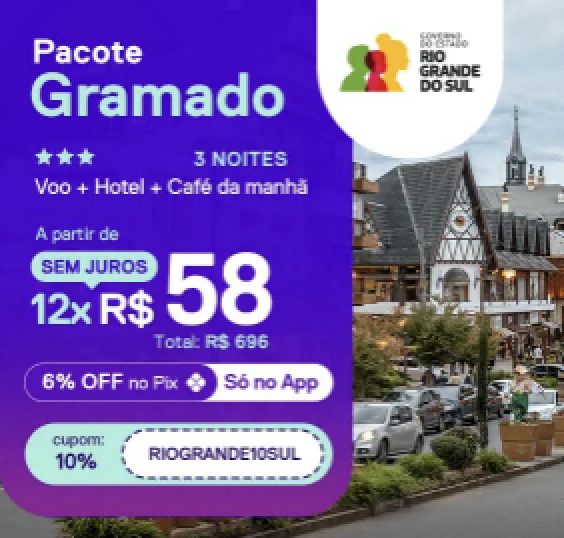 Pacote
Gramado
GOVERNO
DO ESTADO
RIO
GRANDE
DO SUL
3 NOITES
Voo + Hotel + Café da manhã
A partir de
SEM JUROS
12x R$ 58
Total: R$ 696
6% OFF no Pix Só no App
cupom:
10%
RIOGRANDE10SUL